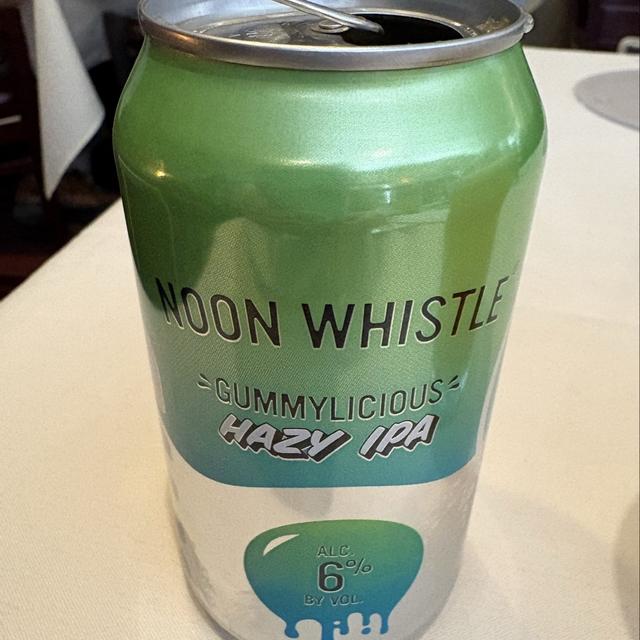 NOON WHISTLE
GUMMYLICIOUS
HAZY IPA
ALC.
6%
BY VOL.